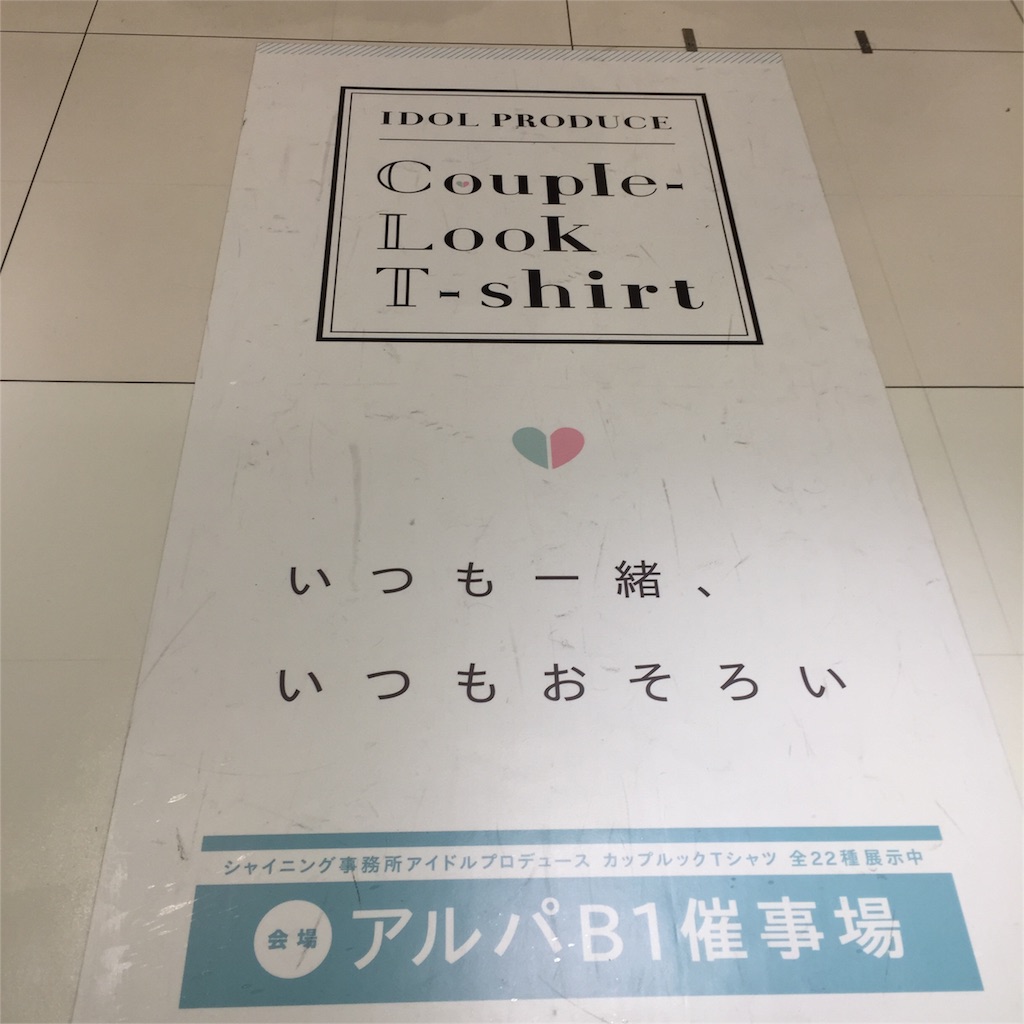 IDOL PRODUCE
Couple-
Look
T-shirt
いつも一緒、
いつもおそろい
シャイニング事務所アイドルプロデュース カップルックTシャツ 全22種展示中
会場 アルパB1催事場